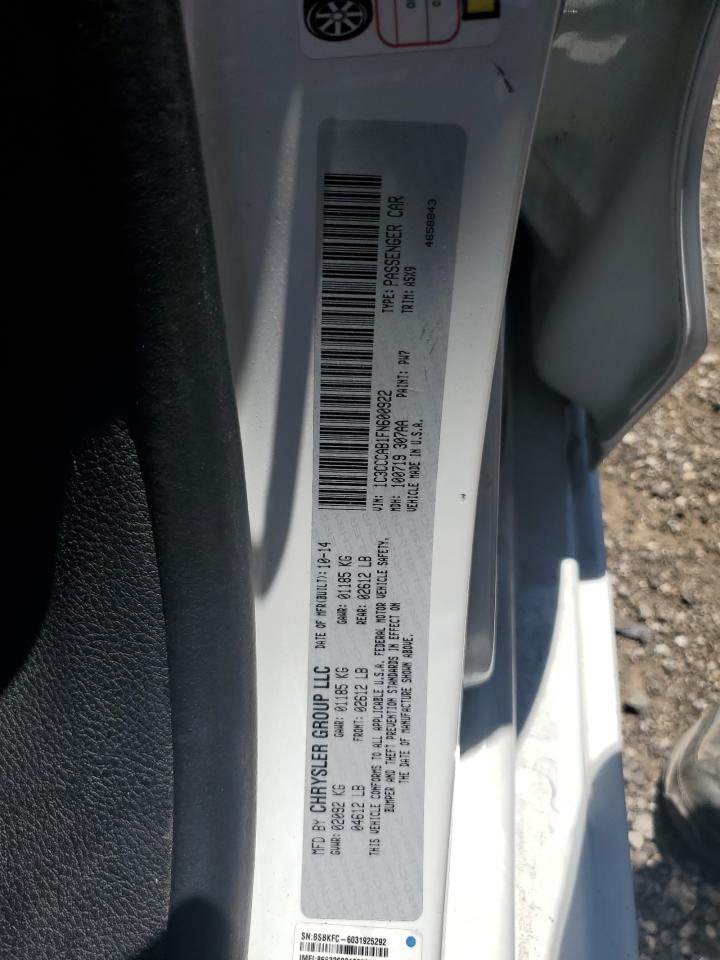 MFD BY CHRYSLER GROUP LLC DATE OF MFR(BUILT): 10-14
GVWR: 02092 KG GAWR: 01185 KG GAWR: 01185 KG
04612 LB FRONT: 02612 LB REAR: 02612 LB
THIS VEHICLE CONFORMS TO ALL APPLICABLE U.S.A. FEDERAL MOTOR VEHICLE SAFETY,
BUMPER AND THEFT PREVENTION STANDARDS IN EFFECT ON
THE DATE OF MANUFACTURE SHOWN ABOVE.
VIN: 1C3CCCAB1FN600922 TYPE: PASSENGER CAR
MDH: 100719 307AA PAINT: PW7 TRIM: A5X9
VEHICLE MADE IN U.S.A. 4658843
SN:BSBKFC-6031925292